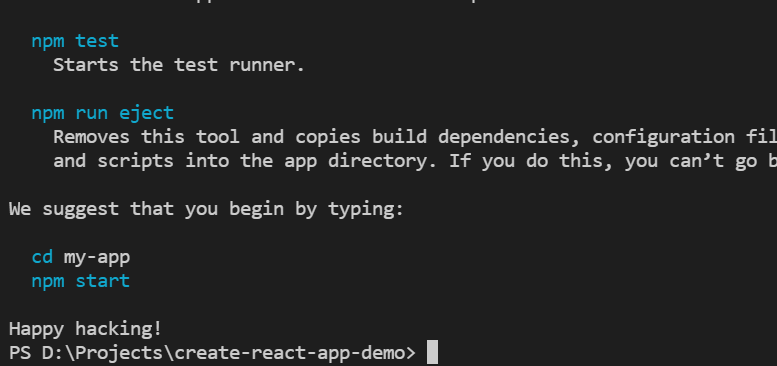 npm test
Starts the test runner.
npm run eject
Removes this tool and copies build dependencies, configuration fil
and scripts into the app directory. If you do this, you can’t go b
We suggest that you begin by typing:
cd my-app
npm start
Happy hacking!
PS D:\Projects\create-react-app-demo>